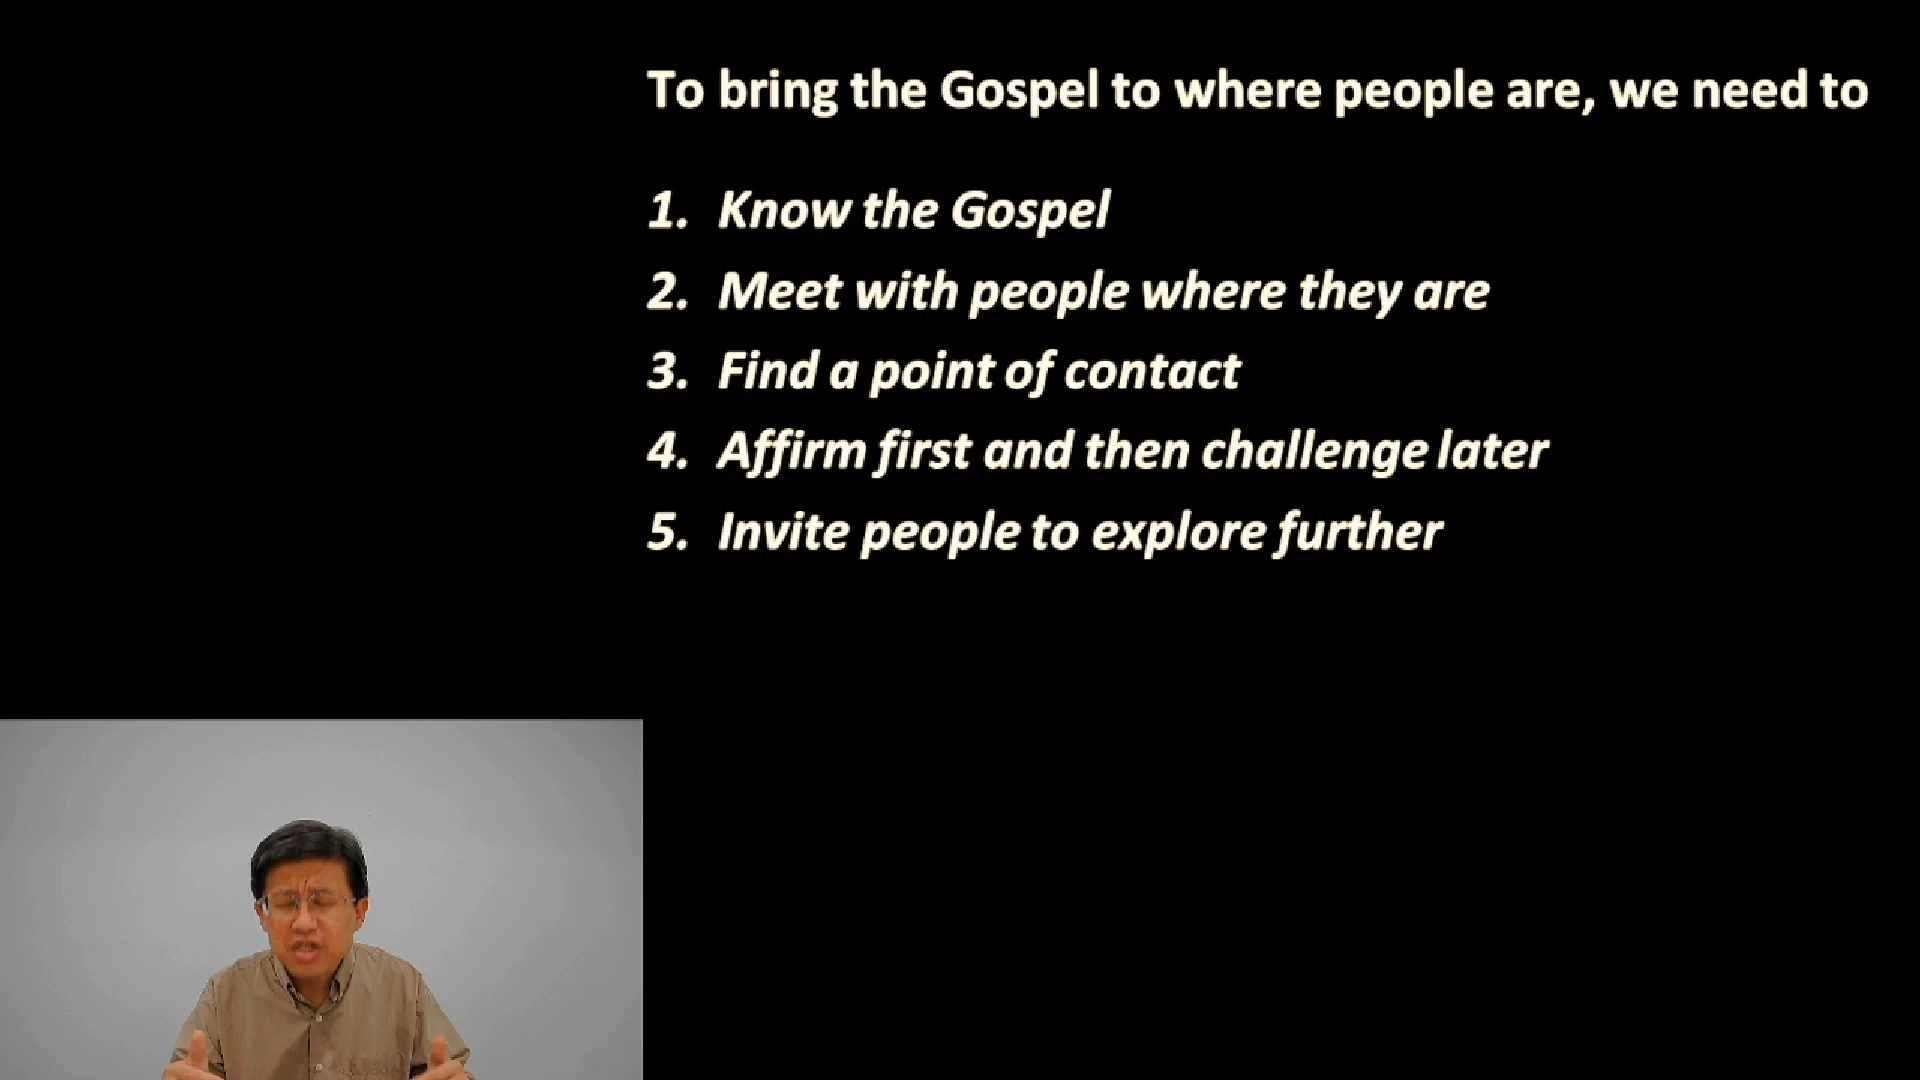 To bring the Gospel to where people are, we need to
1. Know the Gospel
2. Meet with people where they are
3. Find a point of contact
4. Affirm first and then challenge later
5. Invite people to explore further